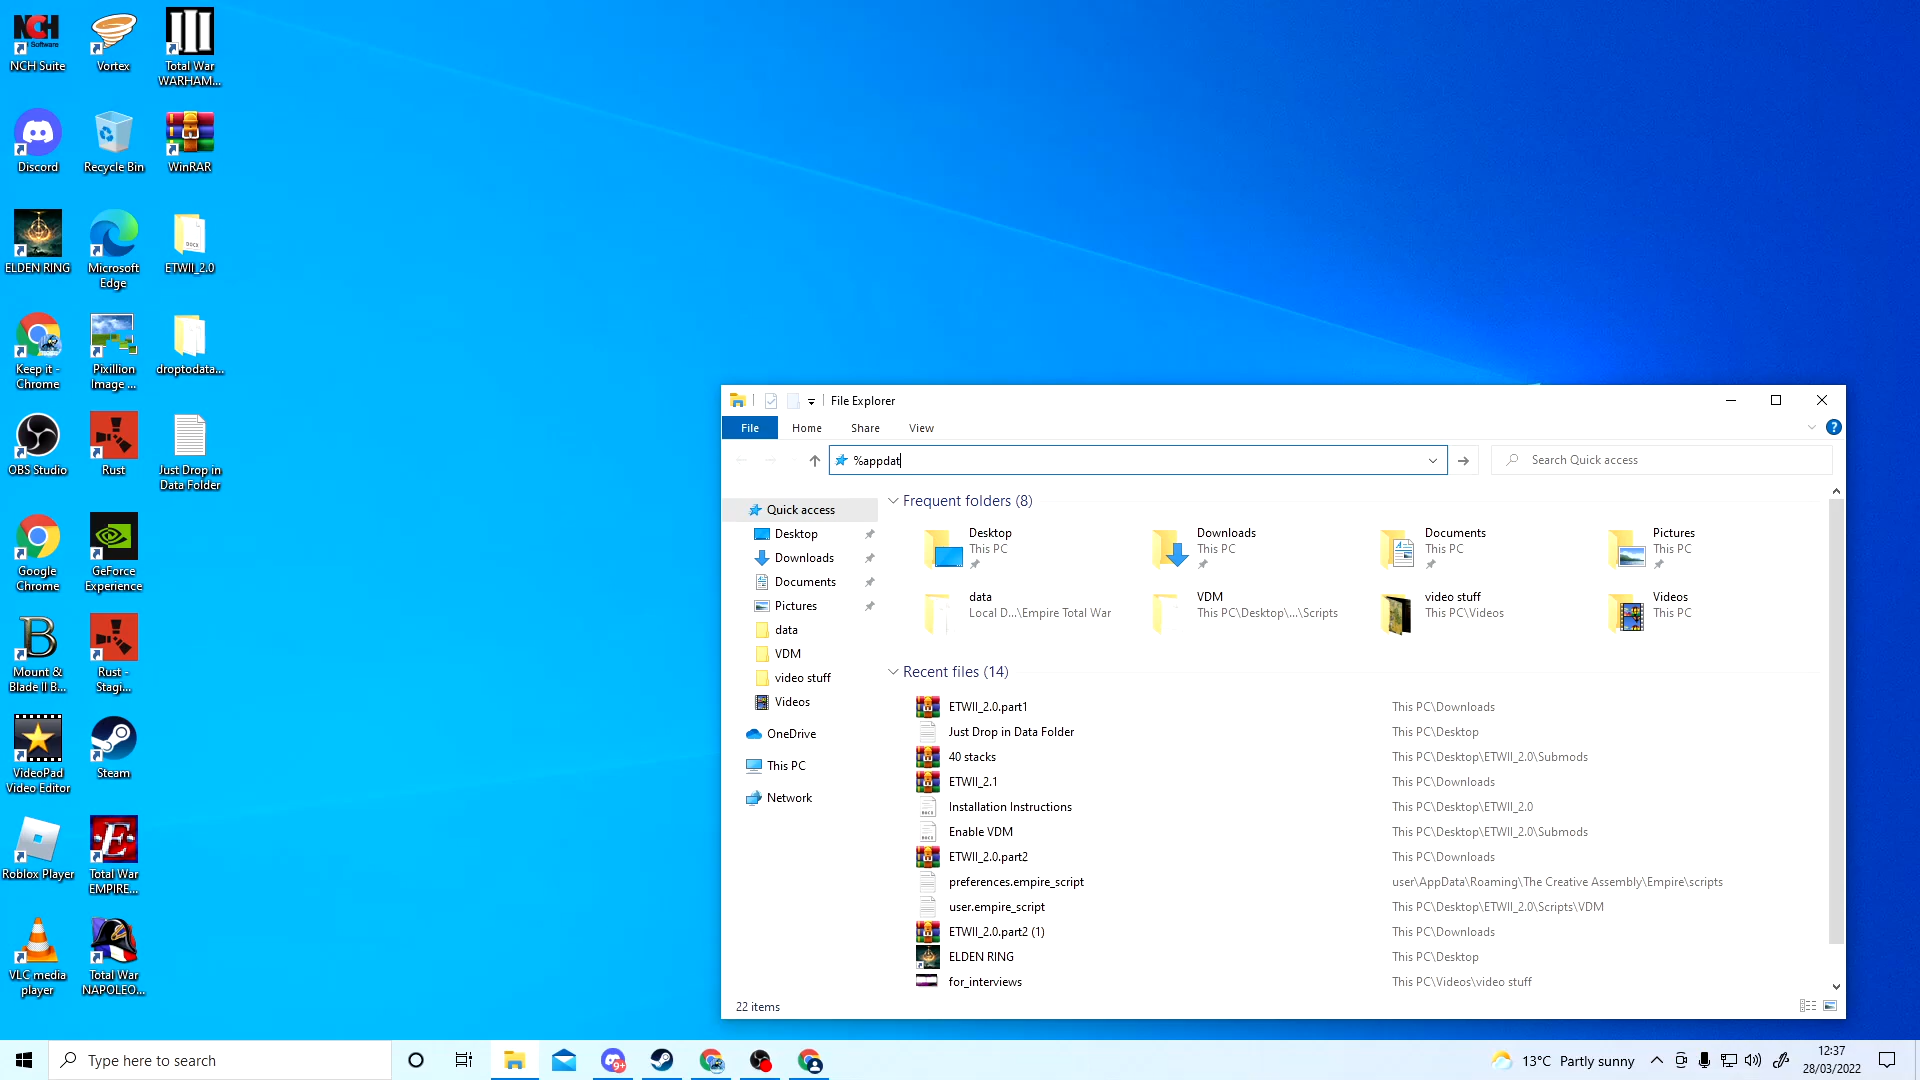 NCH Suite
Vortex
Total War
WARHAM...
Discord
Recycle Bin
WinRAR
ELDEN RING
Microsoft
Edge
ETWII_2.0
Keep it -
Chrome
Pixillion
Image ...
droptodata...
OBS Studio
Rust
Just Drop in
Data Folder
Google
Chrome
GeForce
Experience
Mount &
Blade II B...
Rust -
Stagi...
VideoPad
Video Editor
Steam
Roblox Player
Total War
EMPIRE...
VLC media
player
Total War
NAPOLEO...
File Explorer
File Home Share View
%appdat
Search Quick access
Quick access
Desktop
Downloads
Documents
Pictures
data
VDM
video stuff
Videos
OneDrive
This PC
Network
Frequent folders (8)
Desktop
This PC
Downloads
This PC
Documents
This PC
Pictures
This PC
data
Local D...\Empire Total War
VDM
This PC\Desktop\...\Scripts
video stuff
This PC\Videos
Videos
This PC
Recent files (14)
ETWII_2.0.part1 This PC\Downloads
Just Drop in Data Folder This PC\Desktop
40 stacks This PC\Desktop\ETWII_2.0\Submods
ETWII_2.1 This PC\Downloads
Installation Instructions This PC\Desktop\ETWII_2.0
Enable VDM This PC\Desktop\ETWII_2.0\Submods
ETWII_2.0.part2 This PC\Downloads
preferences.empire_script user\AppData\Roaming\The Creative Assembly\Empire\scripts
user.empire_script This PC\Desktop\ETWII_2.0\Scripts\VDM
ETWII_2.0.part2 (1) This PC\Downloads
ELDEN RING This PC\Desktop
for_interviews This PC\Videos\video stuff
22 items
Type here to search
9+
13°C Partly sunny
12:37
28/03/2022